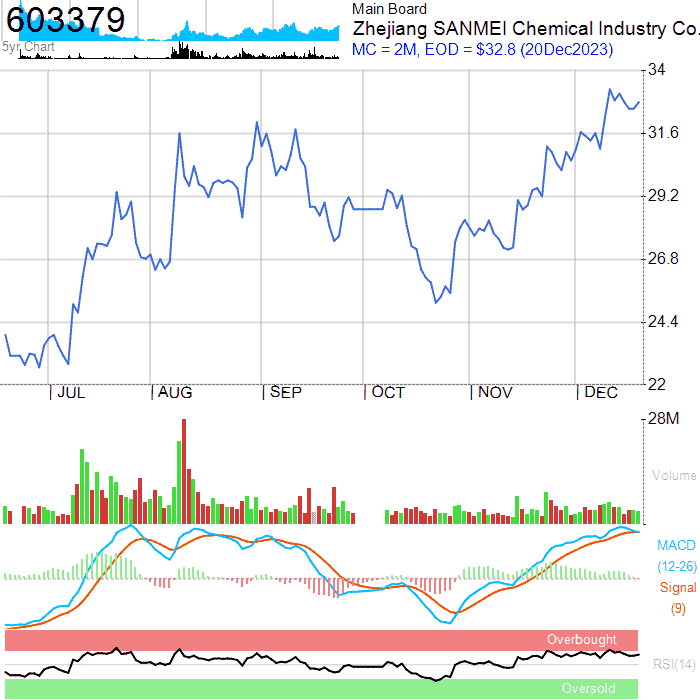 603379
5yr Chart
Main Board
Zhejiang SANMEI Chemical Industry Co.
MC = 2M, EOD = $32.8 (20Dec2023)
34
31.6
29.2
26.8
24.4
22
JUL
AUG
SEP
OCT
NOV
DEC
28M
Volume
MACD
(12-26)
Signal
(9)
Overbought
RSI(14)
Oversold